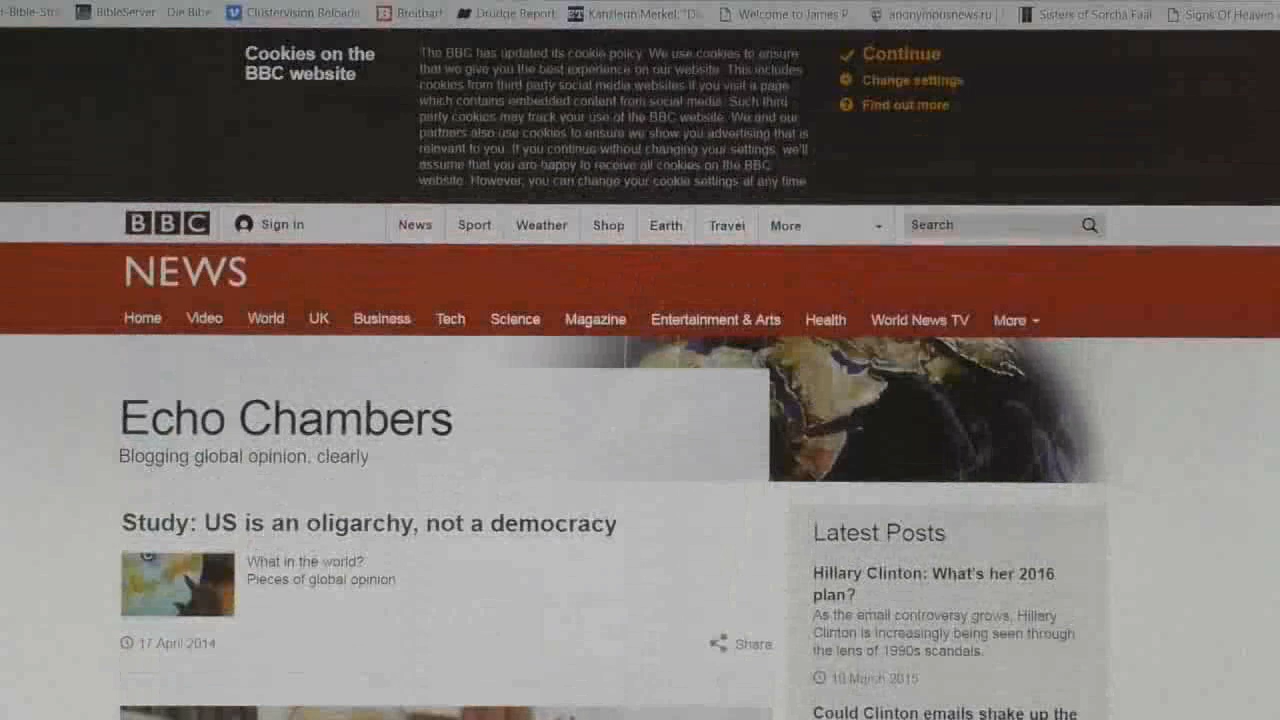 BibleServer Die Bibe
Clustervision Reloade
Breitbart
Drudge Report
Kanzlerin Merkel: "Di
Welcome to James P
anonymousnews.ru |
Sisters of Sorcha Faal
Signs Of Heaven
Cookies on the
BBC website
The BBC has updated its cookie policy. We use cookies to ensure
that we give you the best experience on our website. This includes
cookies from third party social media websites if you visit a page
which contains embedded content from social media. Such third
party cookies may track your use of the BBC website. We and our
partners also use cookies to ensure we show you advertising that is
relevant to you. If you continue without changing your settings, we'll
assume that you are happy to receive all cookies on the BBC
website. However, you can change your cookie settings at any time
Continue
Change settings
Find out more
BBC Sign in News Sport Weather Shop Earth Travel More Search
NEWS
Home Video World UK Business Tech Science Magazine Entertainment & Arts Health World News TV More
Echo Chambers
Blogging global opinion, clearly
Study: US is an oligarchy, not a democracy
What in the world?
Pieces of global opinion
17 April 2014
Share
Latest Posts
Hillary Clinton: What's her 2016
plan?
As the email controversy grows, Hillary
Clinton is increasingly being seen through
the lens of 1990s scandals.
10 March 2015
Could Clinton emails shake up the